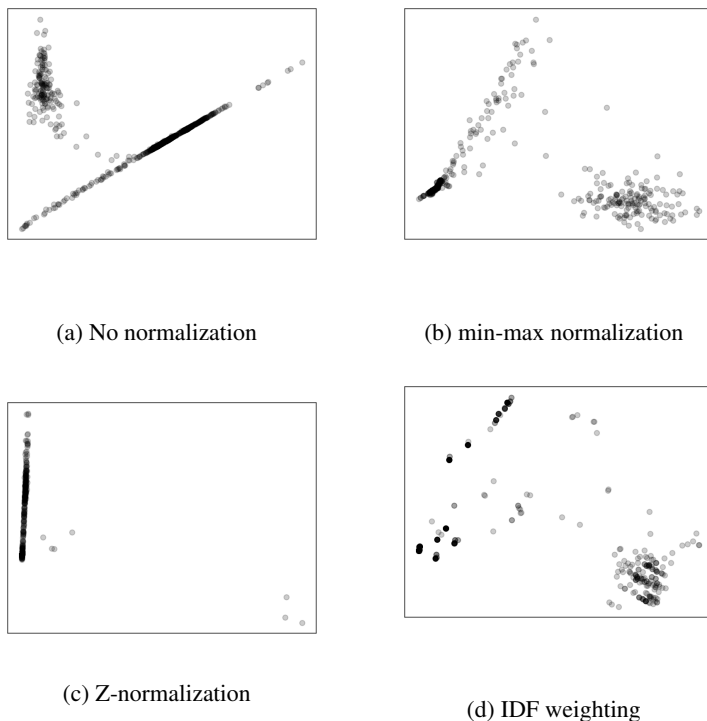 (a) No normalization
(b) min-max normalization
(c) Z-normalization
(d) IDF weighting